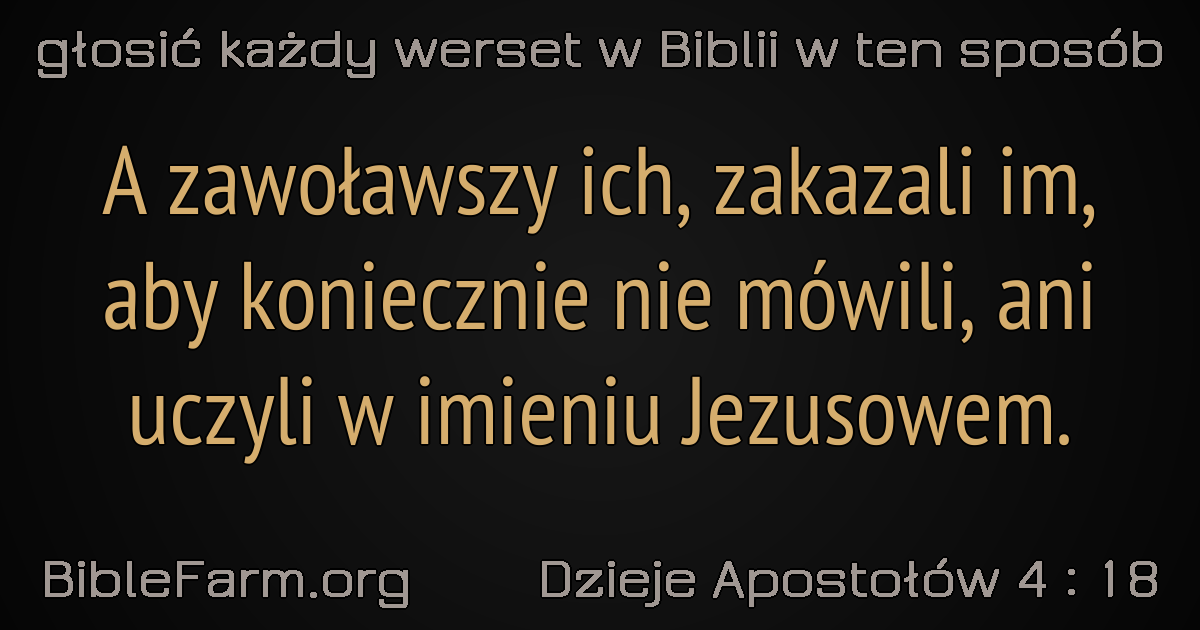 głosić każdy werset w Biblii w ten sposób
A zawoławszy ich, zakazali im,
aby koniecznie nie mówili, ani
uczyli w imieniu Jezusowem.
BibleFarm.org
Dzieje Apostołów 4 : 18